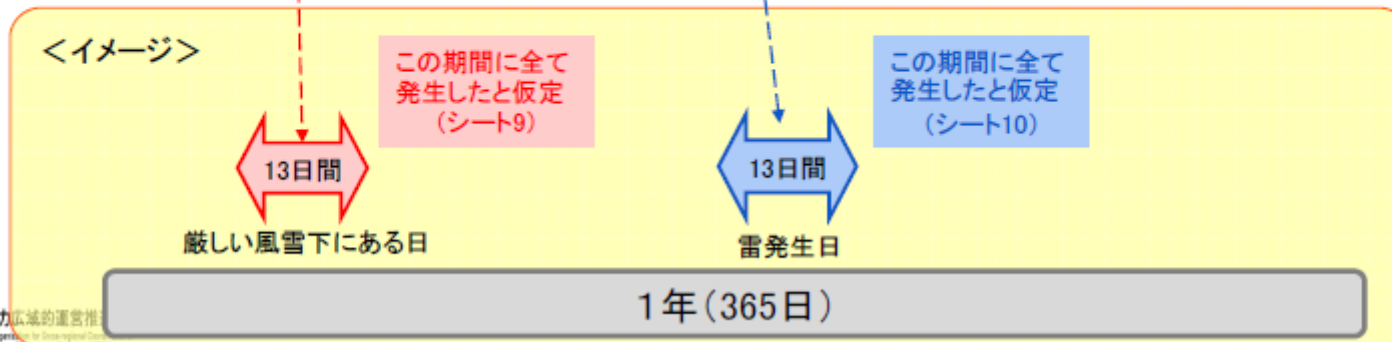 ＜イメージ＞
この期間に全て
発生したと仮定
（シート9）
この期間に全て
発生したと仮定
（シート10）
13日間
13日間
厳しい風雪下にある日
雷発生日
１年（365日）
力広域的運営推